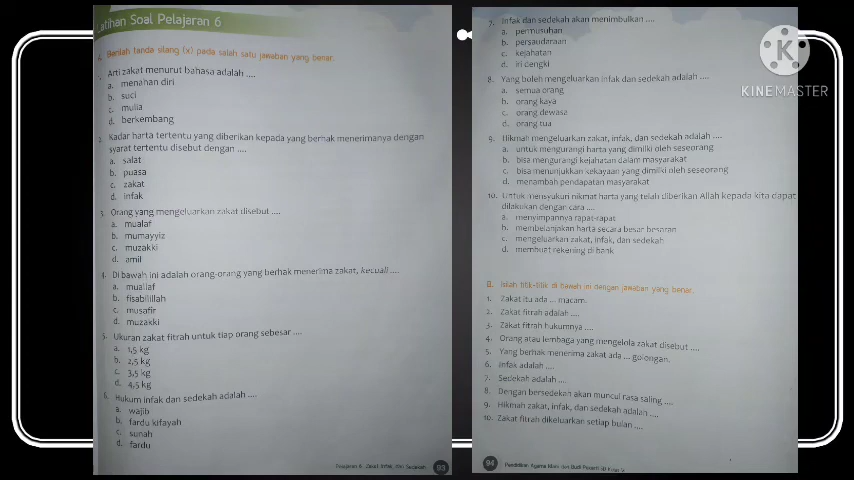 Latihan Soal Pelajaran 6
Berilah tanda silang (x) pada salah satu jawaban yang benar.
Arti zakat menurut bahasa adalah ....
a. menahan diri
b. suci
c. mulia
d. berkembang
2. Kadar harta tertentu yang diberikan kepada yang berhak menerimanya dengan
syarat tertentu disebut dengan ....
a. salat
b. puasa
c. zakat
d. infak
3. Orang yang mengeluarkan zakat disebut ....
a. mualaf
b. mumayyiz
c. muzakki
d. amil
4. Di bawah ini adalah orang-orang yang berhak menerima zakat, kecuali ....
a. muallaf
b. fisabilillah
c. musafir
d. muzakki
5. Ukuran zakat fitrah untuk tiap orang sebesar ....
a. 1,5 kg
b. 2,5 kg
c. 3,5 kg
d. 4,5 kg
6. Hukum infak dan sedekah adalah ....
a. wajib
b. fardu kifayah
c. sunah
d. fardu
Pelajaran 6 Zakat, Infak, dan Sedekah 93
7. Infak dan sedekah akan menimbulkan ....
a. permusuhan
b. persaudaraan
c. kejahatan
d. iri dengki
8. Yang boleh mengeluarkan infak dan sedekah adalah ....
a. semua orang
b. orang kaya
c. orang dewasa
d. orang tua
9. Hikmah mengeluarkan zakat, infak, dan sedekah adalah ....
a. untuk mengurangi harta yang dimiliki oleh seseorang
b. bisa mengurangi kejahatan dalam masyarakat
c. bisa menunjukkan kekayaan yang dimiliki oleh seseorang
d. menambah pendapatan masyarakat
10. Untuk mensyukuri nikmat harta yang telah diberikan Allah kepada kita dapat
dilakukan dengan cara ....
a. menyimpannya rapat-rapat
b. membelanjakan harta secara besar-besaran
c. mengeluarkan zakat, infak, dan sedekah
d. membuat rekening di bank
B. Isilah titik-titik di bawah ini dengan jawaban yang benar.
1. Zakat itu ada ... macam.
2. Zakat fitrah adalah ....
3. Zakat fitrah hukumnya ....
4. Orang atau lembaga yang mengelola zakat disebut ....
5. Yang berhak menerima zakat ada ... golongan.
6. Infak adalah ....
7. Sedekah adalah ....
8. Dengan bersedekah akan muncul rasa saling ....
9. Hikmah zakat, infak, dan sedekah adalah ....
10. Zakat fitrah dikeluarkan setiap bulan ....
94 Pendidikan Agama Islam dan Budi Pekerti SD Kelas
K
KINEMASTER